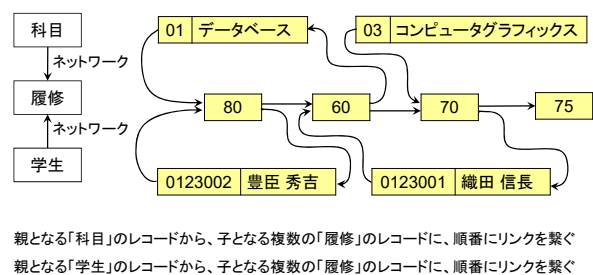 科目
01 データベース
03 コンピュータグラフィックス
ネットワーク
履修
80
60
70
75
ネットワーク
学生
0123002 豊臣 秀吉
0123001 織田 信長
親となる「科目」のレコードから、子となる複数の「履修」のレコードに、順番にリンクを繋ぐ
親となる「学生」のレコードから、子となる複数の「履修」のレコードに、順番にリンクを繋ぐ